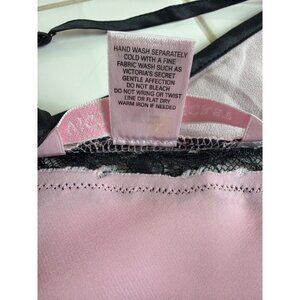 HAND WASH SEPARATELY
COLD WITH A FINE
FABRIC WASH SUCH AS
VICTORIA'S SECRET
GENTLE AFFECTION
DO NOT BLEACH
DO NOT WRING OR TWIST
LINE OR FLAT DRY
WARM IRON IF NEEDED